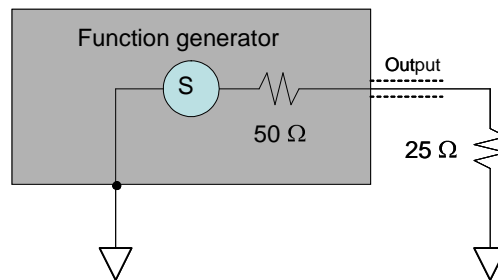 Function generator
Output
S
50 Ω
25 Ω